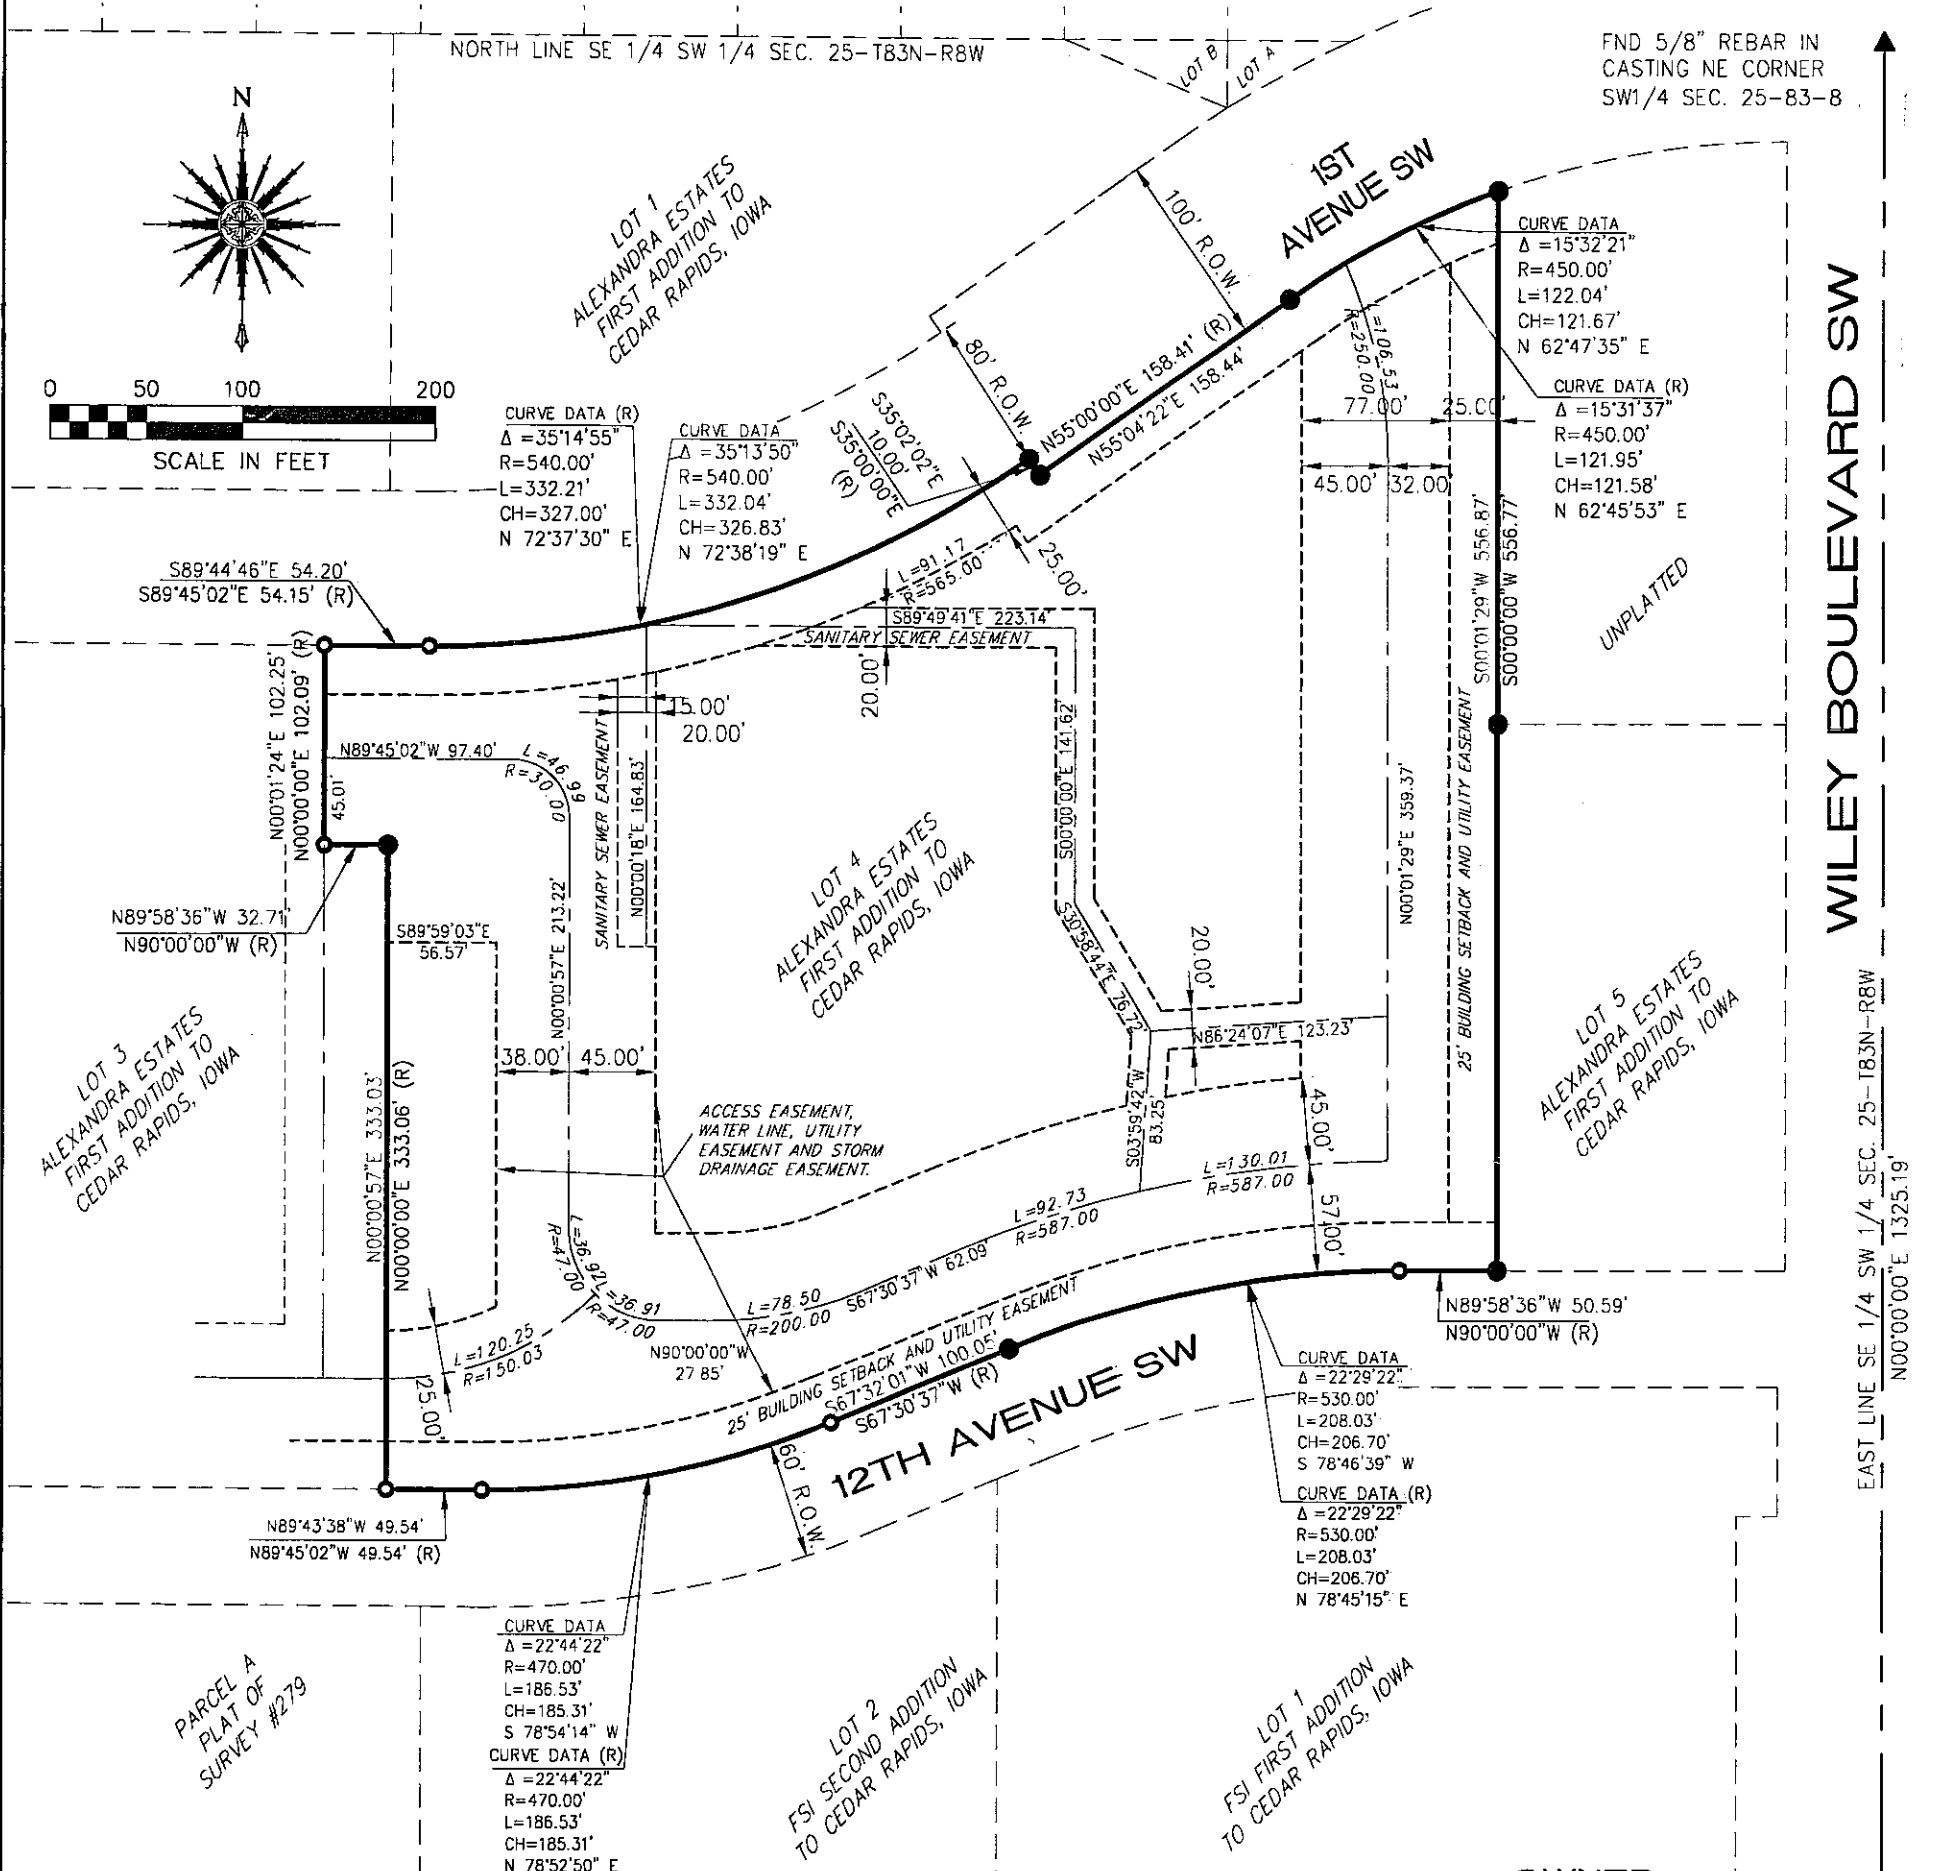 NORTH LINE SE 1/4 SW 1/4 SEC. 25-T83N-R8W
LOT B
LOT A
FND 5/8" REBAR IN
CASTING NE CORNER
SW1/4 SEC. 25-83-8
N
0 50 100 200
SCALE IN FEET
LOT 1
ALEXANDRA ESTATES
FIRST ADDITION TO
CEDAR RAPIDS, IOWA
1ST
AVENUE SW
100' R.O.W.
80' R.O.W.
CURVE DATA
Δ =15°32'21"
R=450.00'
L=122.04'
CH=121.67'
N 62°47'35" E
CURVE DATA (R)
Δ =15°31'37"
R=450.00'
L=121.95'
CH=121.58'
N 62°45'53" E
CURVE DATA (R)
Δ =35°14'55"
R=540.00'
L=332.21'
CH=327.00'
N 72°37'30" E
CURVE DATA
Δ =35°13'50"
R=540.00'
L=332.04'
CH=326.83'
N 72°38'19" E
S35°02'02"E
10.00'
S35°00'00"E
(R)
N55°00'00"E 158.41' (R)
N55°04'22"E 158.44'
L=106.53'
R=250.00'
77.00'
25.00'
45.00'
32.00'
S00°01'29"W 556.87'
S00°00'00"W 556.77'
UNPLATTED
WILEY BOULEVARD SW
S89°44'46"E 54.20'
S89°45'02"E 54.15' (R)
L=91.17
R=565.00'
25.00'
S89°49'41"E 223.14'
SANITARY SEWER EASEMENT
20.00'
N00°01'24"E 102.25'
N00°00'00"E 102.09' (R)
45.01'
N89°45'02"W 97.40'
L=46.99
R=30.00
15.00'
20.00'
SANITARY SEWER EASEMENT
N00°00'18"E 164.83'
S00°00'00"E 141.62'
N00°01'29"E 359.37'
25' BUILDING SETBACK AND UTILITY EASEMENT
N89°58'36"W 32.71'
N90°00'00"W (R)
S89°59'03"E
56.57'
N00°00'57"E 213.22'
LOT 4
ALEXANDRA ESTATES
FIRST ADDITION TO
CEDAR RAPIDS, IOWA
S30°58'44"E 76.72'
20.00'
N86°24'07"E 123.23'
LOT 3
ALEXANDRA ESTATES
FIRST ADDITION TO
CEDAR RAPIDS, IOWA
LOT 5
ALEXANDRA ESTATES
FIRST ADDITION TO
CEDAR RAPIDS, IOWA
38.00'
45.00'
N00°00'57"E 333.03'
N00°00'00"E 333.06' (R)
ACCESS EASEMENT,
WATER LINE, UTILITY
EASEMENT AND STORM
DRAINAGE EASEMENT.
S03°59'42"W
83.25'
45.00'
L=130.01
R=587.00
57.00'
L=92.73
R=587.00
S67°30'37"W 62.09'
L=78.50
R=200.00
L=36.92
R=47.00
L=36.91
R=47.00
N90°00'00"W
27.85'
L=120.25
R=150.03
25.00'
25' BUILDING SETBACK AND UTILITY EASEMENT
S67°32'01"W 100.05'
S67°30'37"W (R)
12TH AVENUE SW
60' R.O.W.
N89°58'36"W 50.59'
N90°00'00"W (R)
EAST LINE SE 1/4 SW 1/4 SEC. 25-T83N-R8W
N00°00'00"E 1325.19'
CURVE DATA
Δ =22°29'22"
R=530.00'
L=208.03'
CH=206.70'
S 78°46'39" W
CURVE DATA (R)
Δ =22°29'22"
R=530.00'
L=208.03'
CH=206.70'
N 78°45'15" E
N89°43'38"W 49.54'
N89°45'02"W 49.54' (R)
CURVE DATA
Δ =22°44'22"
R=470.00'
L=186.53'
CH=185.31'
S 78°54'14" W
CURVE DATA (R)
Δ =22°44'22"
R=470.00'
L=186.53'
CH=185.31'
N 78°52'50" E
PARCEL A
PLAT OF
SURVEY #279
LOT 2
FSI SECOND ADDITION
TO CEDAR RAPIDS, IOWA
LOT 1
FSI FIRST ADDITION
TO CEDAR RAPIDS, IOWA